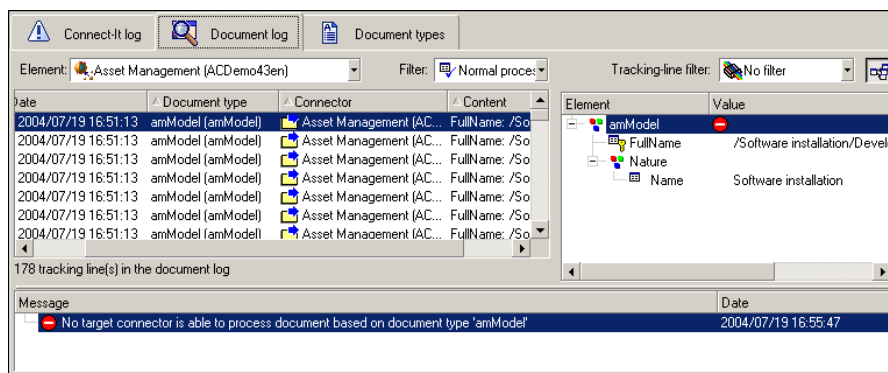 Connect-It log Document log Document types
Element: Asset Management (ACDemo43en) Filter: Normal proces Tracking-line filter: No filter
Date Document type Connector Content
2004/07/19 16:51:13 amModel (amModel) Asset Management (AC... FullName: /So
2004/07/19 16:51:13 amModel (amModel) Asset Management (AC... FullName: /So
2004/07/19 16:51:13 amModel (amModel) Asset Management (AC... FullName: /So
2004/07/19 16:51:13 amModel (amModel) Asset Management (AC... FullName: /So
2004/07/19 16:51:13 amModel (amModel) Asset Management (AC... FullName: /So
2004/07/19 16:51:13 amModel (amModel) Asset Management (AC... FullName: /So
2004/07/19 16:51:13 amModel (amModel) Asset Management (AC... FullName: /So
178 tracking line(s) in the document log
Element Value
amModel
FullName /Software installation/Devel
Nature
Name Software installation
Message Date
No target connector is able to process document based on document type 'amModel' 2004/07/19 16:55:47